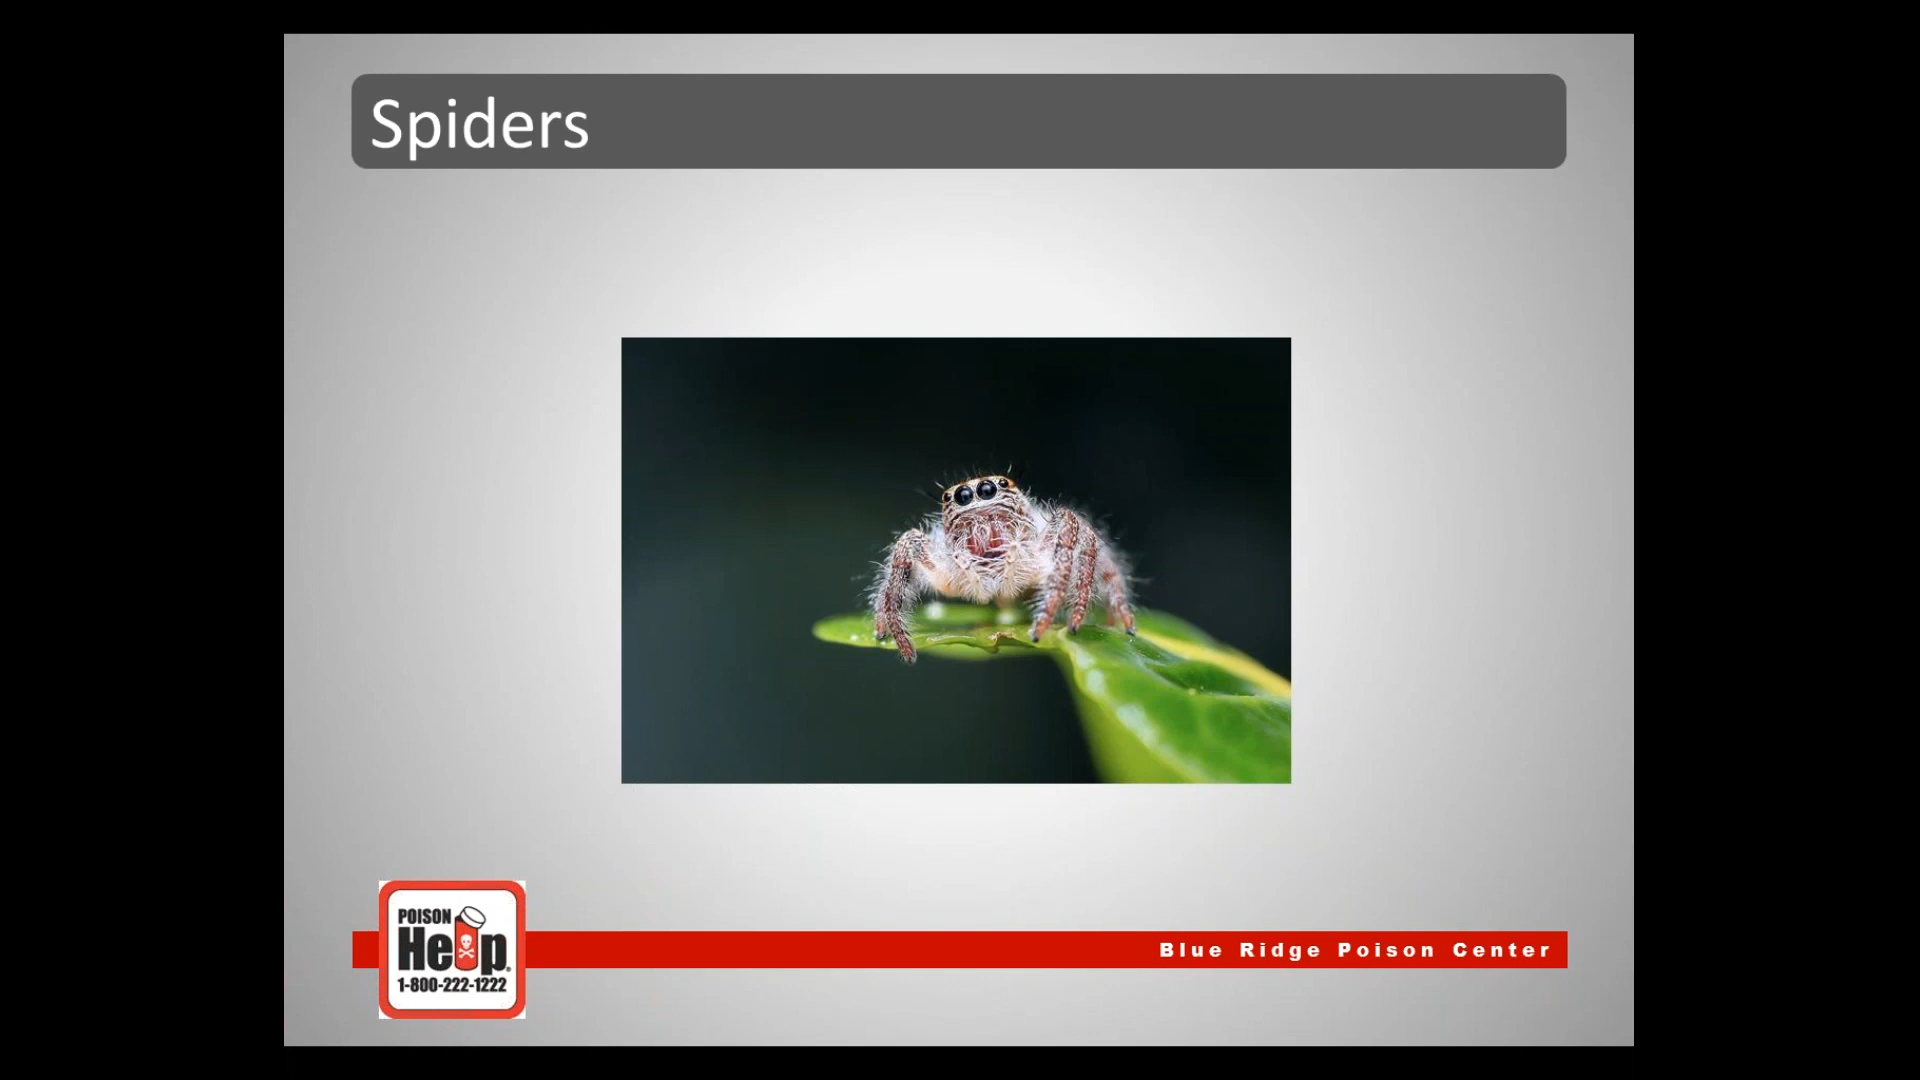 Spiders
POISON
Help
1-800-222-1222
Blue Ridge Poison Center